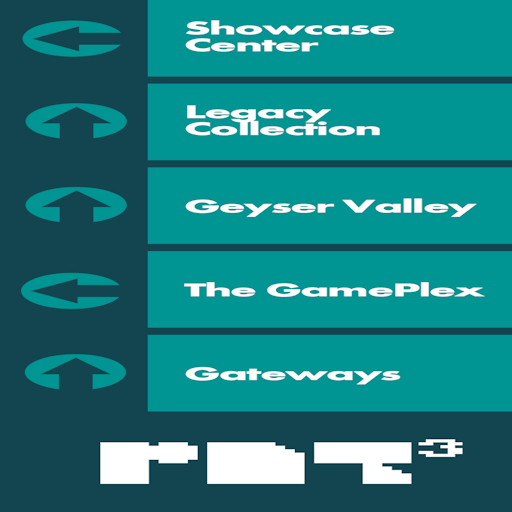 Showcase
Center
Legacy
Collection
Geyser Valley
The GamePlex
Gateways